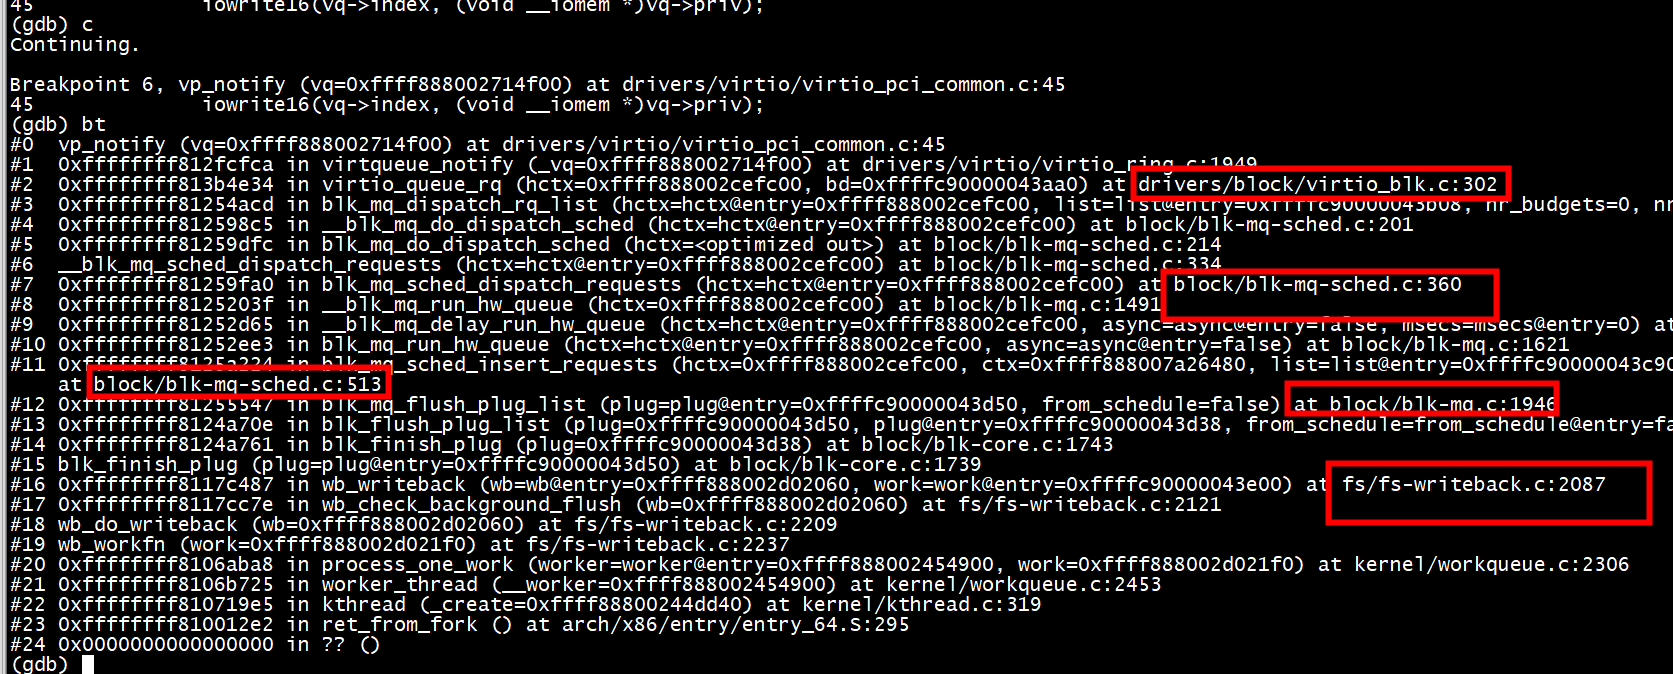 45              iowrite16(vq->index, (void __iomem *)vq->priv);
(gdb) c
Continuing.
Breakpoint 6, vp_notify (vq=0xffff888002714f00) at drivers/virtio/virtio_pci_common.c:45
45              iowrite16(vq->index, (void __iomem *)vq->priv);
(gdb) bt
#0  vp_notify (vq=0xffff888002714f00) at drivers/virtio/virtio_pci_common.c:45
#1  0xffffffff812fcfca in virtqueue_notify (_vq=0xffff888002714f00) at drivers/virtio/virtio_ring.c:1949
#2  0xffffffff813b4e34 in virtio_queue_rq (hctx=0xffff888002cefc00, bd=0xffffc90000043aa0) at drivers/block/virtio_blk.c:302
#3  0xffffffff81254acd in blk_mq_dispatch_rq_list (hctx=hctx@entry=0xffff888002cefc00, list=list@entry=0xffffc90000043b08, nr_budgets=0, nr
#4  0xffffffff812598c5 in __blk_mq_do_dispatch_sched (hctx=hctx@entry=0xffff888002cefc00) at block/blk-mq-sched.c:201
#5  0xffffffff81259dfc in blk_mq_do_dispatch_sched (hctx=<optimized out>) at block/blk-mq-sched.c:214
#6  __blk_mq_sched_dispatch_requests (hctx=hctx@entry=0xffff888002cefc00) at block/blk-mq-sched.c:334
#7  0xffffffff81259fa0 in blk_mq_sched_dispatch_requests (hctx=hctx@entry=0xffff888002cefc00) at block/blk-mq-sched.c:360
#8  0xffffffff8125203f in __blk_mq_run_hw_queue (hctx=0xffff888002cefc00) at block/blk-mq.c:1491
#9  0xffffffff81252d65 in __blk_mq_delay_run_hw_queue (hctx=hctx@entry=0xffff888002cefc00, async=async@entry=false, msecs=msecs@entry=0) at
#10 0xffffffff81252ee3 in blk_mq_run_hw_queue (hctx=hctx@entry=0xffff888002cefc00, async=async@entry=false) at block/blk-mq.c:1621
#11 0xffffffff8125a224 in blk_mq_sched_insert_requests (hctx=hctx@entry=0xffff888002cefc00, ctx=0xffff888007a26480, list=list@entry=0xffffc90000043c90
    at block/blk-mq-sched.c:513
#12 0xffffffff81255547 in blk_mq_flush_plug_list (plug=plug@entry=0xffffc90000043d50, from_schedule=false) at block/blk-mq.c:1946
#13 0xffffffff8124a70e in blk_flush_plug_list (plug=0xffffc90000043d50, plug@entry=0xffffc90000043d38, from_schedule=from_schedule@entry=fa
#14 0xffffffff8124a761 in blk_finish_plug (plug=0xffffc90000043d38) at block/blk-core.c:1743
#15 blk_finish_plug (plug=plug@entry=0xffffc90000043d50) at block/blk-core.c:1739
#16 0xffffffff8117c487 in wb_writeback (wb=wb@entry=0xffff888002d02060, work=work@entry=0xffffc90000043e00) at fs/fs-writeback.c:2087
#17 0xffffffff8117cc7e in wb_check_background_flush (wb=0xffff888002d02060) at fs/fs-writeback.c:2121
#18 wb_do_writeback (wb=0xffff888002d02060) at fs/fs-writeback.c:2209
#19 wb_workfn (work=0xffff888002d021f0) at fs/fs-writeback.c:2237
#20 0xffffffff8106aba8 in process_one_work (worker=worker@entry=0xffff888002454900, work=0xffff888002d021f0) at kernel/workqueue.c:2306
#21 0xffffffff8106b725 in worker_thread (__worker=0xffff888002454900) at kernel/workqueue.c:2453
#22 0xffffffff810719e5 in kthread (_create=0xffff88800244dd40) at kernel/kthread.c:319
#23 0xffffffff810012e2 in ret_from_fork () at arch/x86/entry/entry_64.S:295
#24 0x0000000000000000 in ?? ()
(gdb)